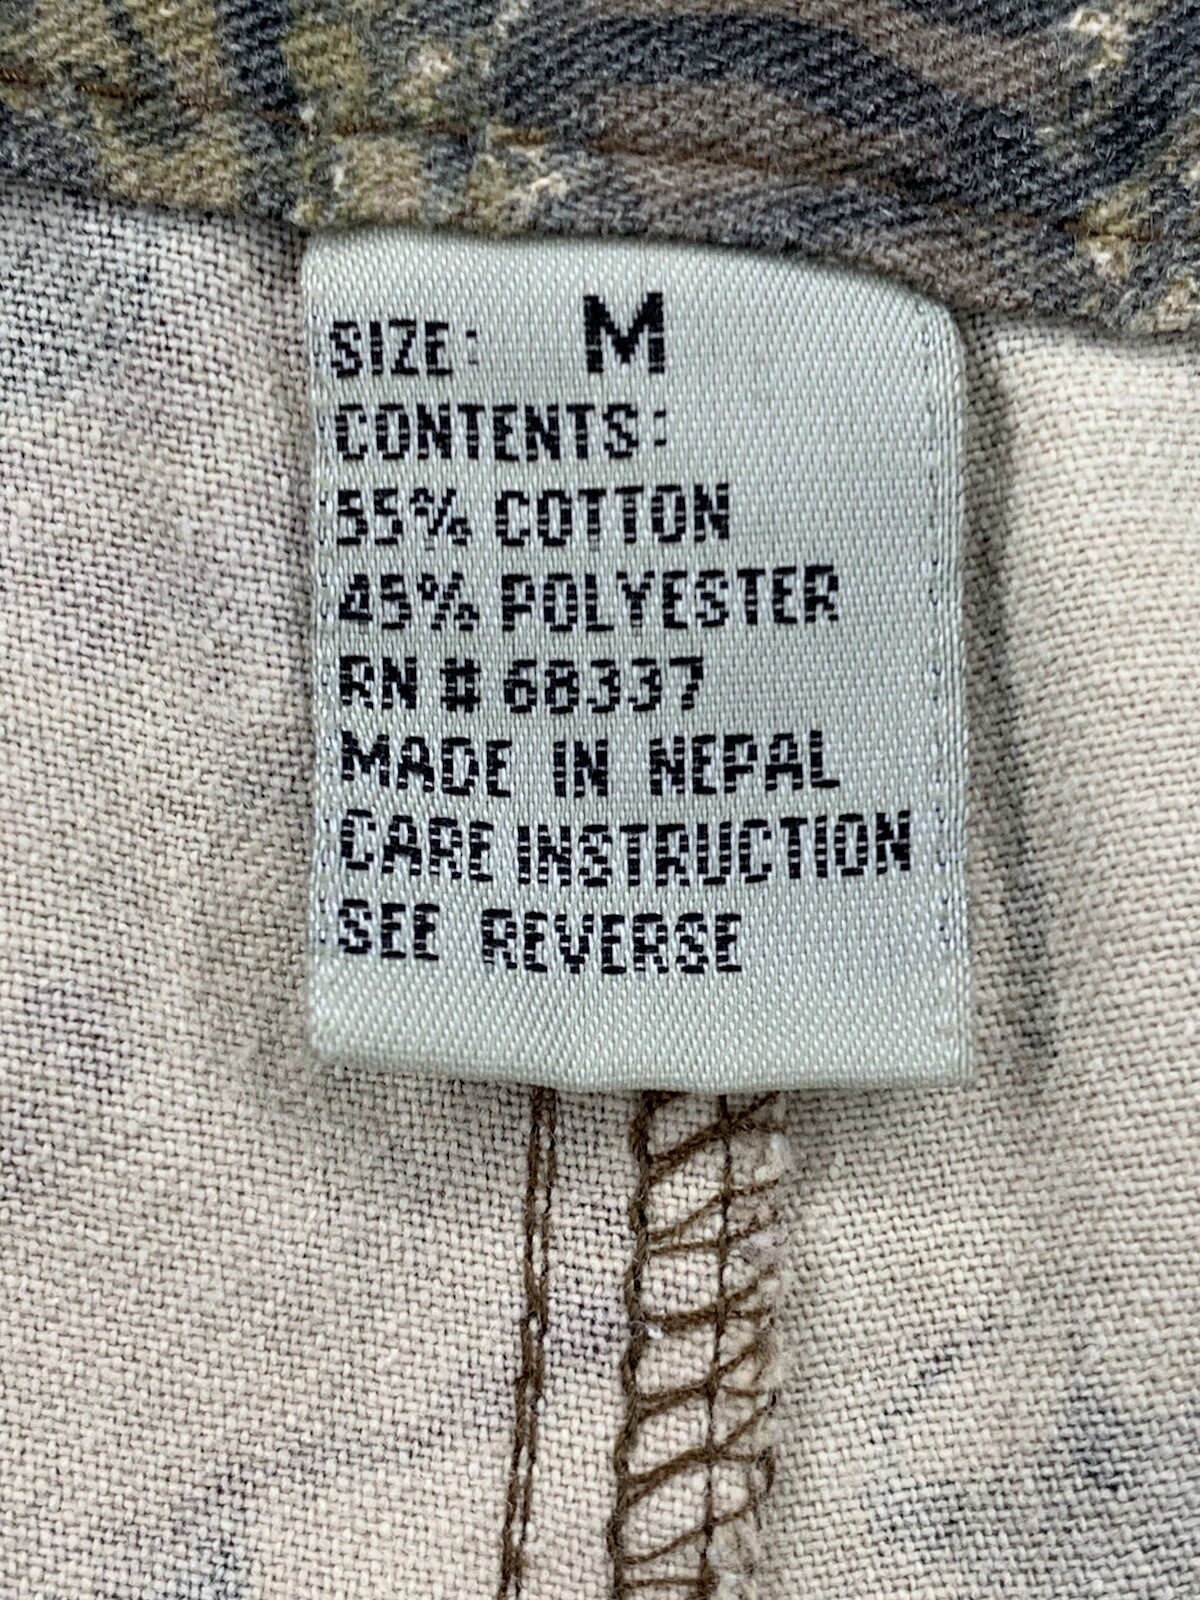 SIZE: M
CONTENTS:
55% COTTON
45% POLYESTER
RN # 68337
MADE IN NEPAL
CARE INSTRUCTION
SEE REVERSE